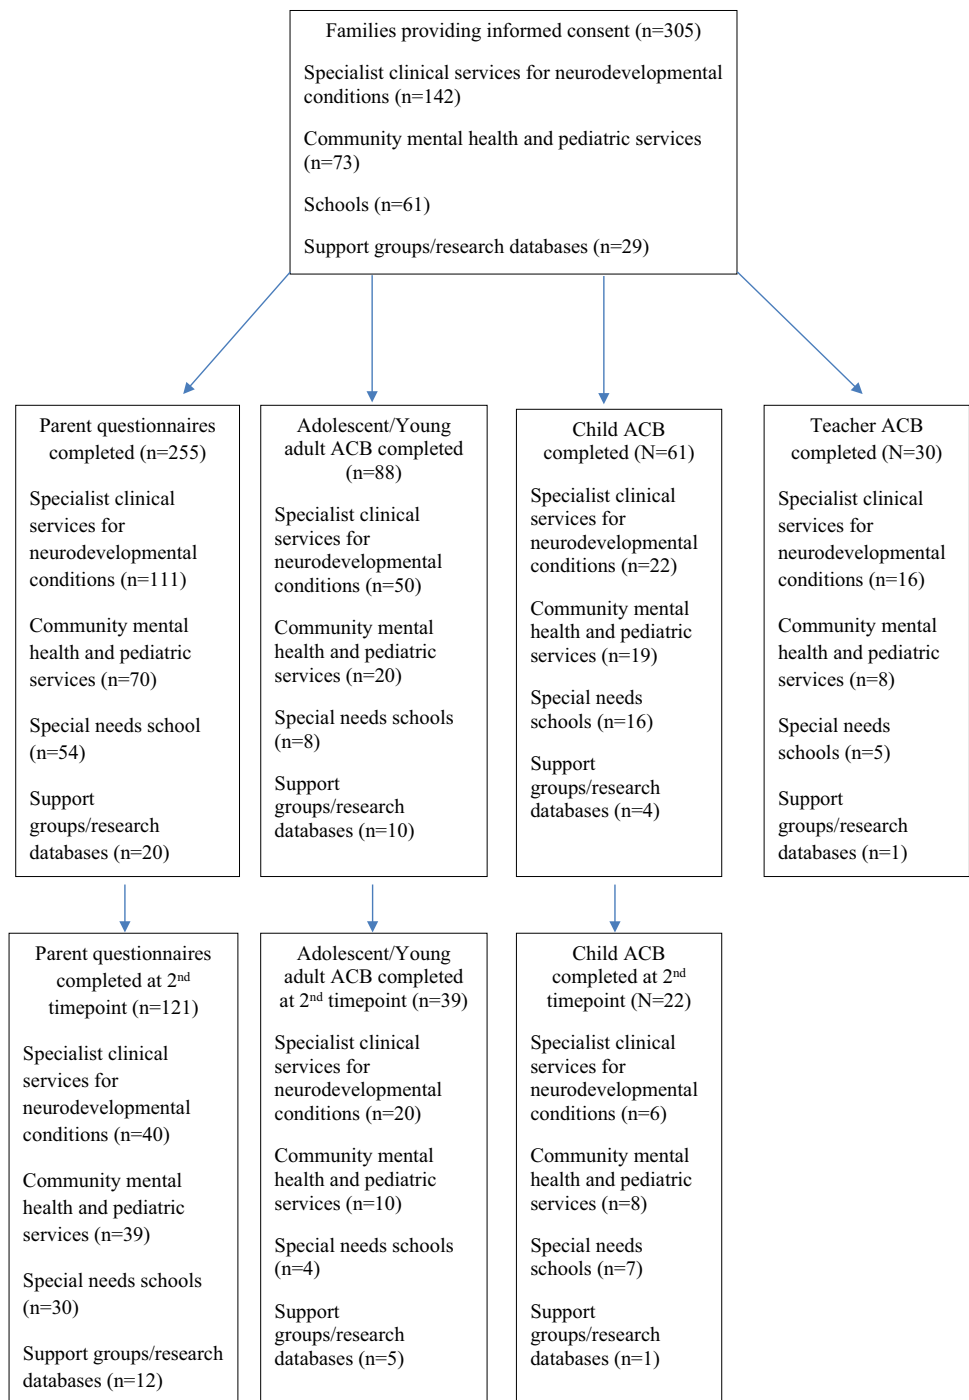 Families providing informed consent (n=305)
Specialist clinical services for neurodevelopmental
conditions (n=142)
Community mental health and pediatric services
(n=73)
Schools (n=61)
Support groups/research databases (n=29)
Parent questionnaires
completed (n=255)
Specialist clinical
services for
neurodevelopmental
conditions (n=111)
Community mental
health and pediatric
services (n=70)
Special needs school
(n=54)
Support
groups/research
databases (n=20)
Adolescent/Young
adult ACB completed
(n=88)
Specialist clinical
services for
neurodevelopmental
conditions (n=50)
Community mental
health and pediatric
services (n=20)
Special needs schools
(n=8)
Support
groups/research
databases (n=10)
Child ACB
completed (N=61)
Specialist clinical
services for
neurodevelopmental
conditions (n=22)
Community mental
health and pediatric
services (n=19)
Special needs
schools (n=16)
Support
groups/research
databases (n=4)
Teacher ACB
completed (N=30)
Specialist clinical
services for
neurodevelopmental
conditions (n=16)
Community mental
health and pediatric
services (n=8)
Special needs
schools (n=5)
Support
groups/research
databases (n=1)
Parent questionnaires
completed at 2nd
timepoint (n=121)
Specialist clinical
services for
neurodevelopmental
conditions (n=40)
Community mental
health and pediatric
services (n=39)
Special needs schools
(n=30)
Support groups/research
databases (n=12)
Adolescent/Young
adult ACB completed
at 2nd timepoint (n=39)
Specialist clinical
services for
neurodevelopmental
conditions (n=20)
Community mental
health and pediatric
services (n=10)
Special needs schools
(n=4)
Support
groups/research
databases (n=5)
Child ACB
completed at 2nd
timepoint (N=22)
Specialist clinical
services for
neurodevelopmental
conditions (n=6)
Community mental
health and pediatric
services (n=8)
Special needs
schools (n=7)
Support
groups/research
databases (n=1)